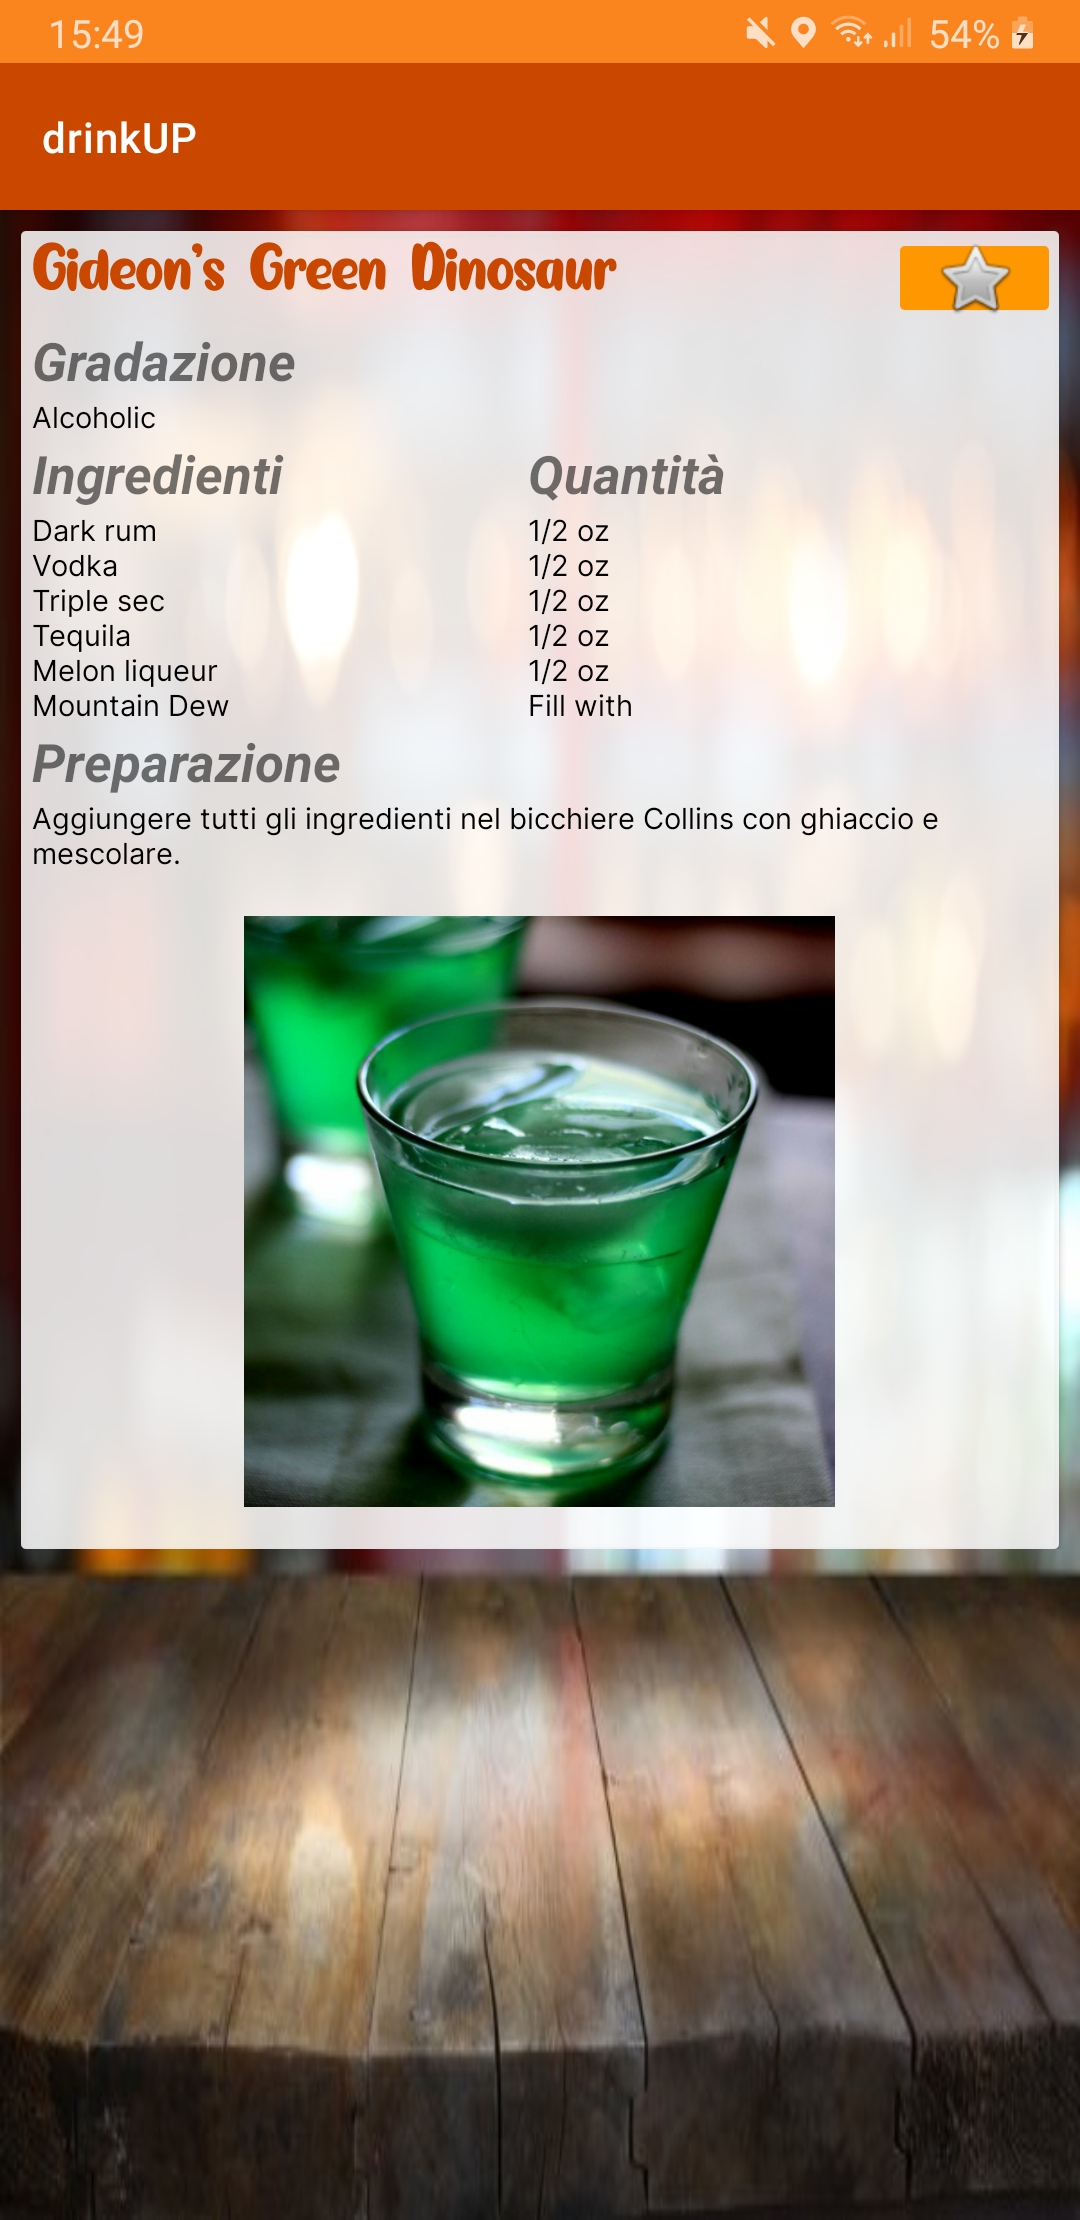 15:49 54%
drinkUP
Gideon's Green Dinosaur
Gradazione
Alcoholic
Ingredienti Quantità
Dark rum 1/2 oz
Vodka 1/2 oz
Triple sec 1/2 oz
Tequila 1/2 oz
Melon liqueur 1/2 oz
Mountain Dew Fill with
Preparazione
Aggiungere tutti gli ingredienti nel bicchiere Collins con ghiaccio e
mescolare.